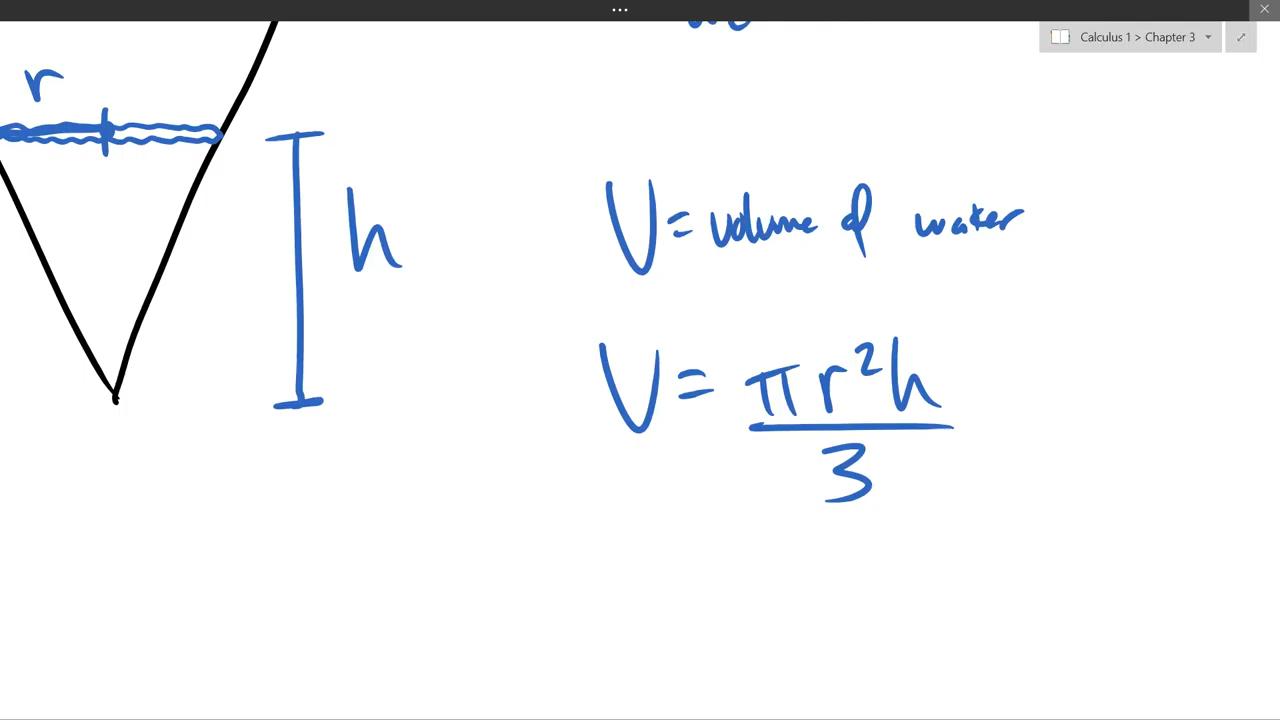 Calculus 1 > Chapter 3
r
h
V = volume of water
V = πr²h / 3